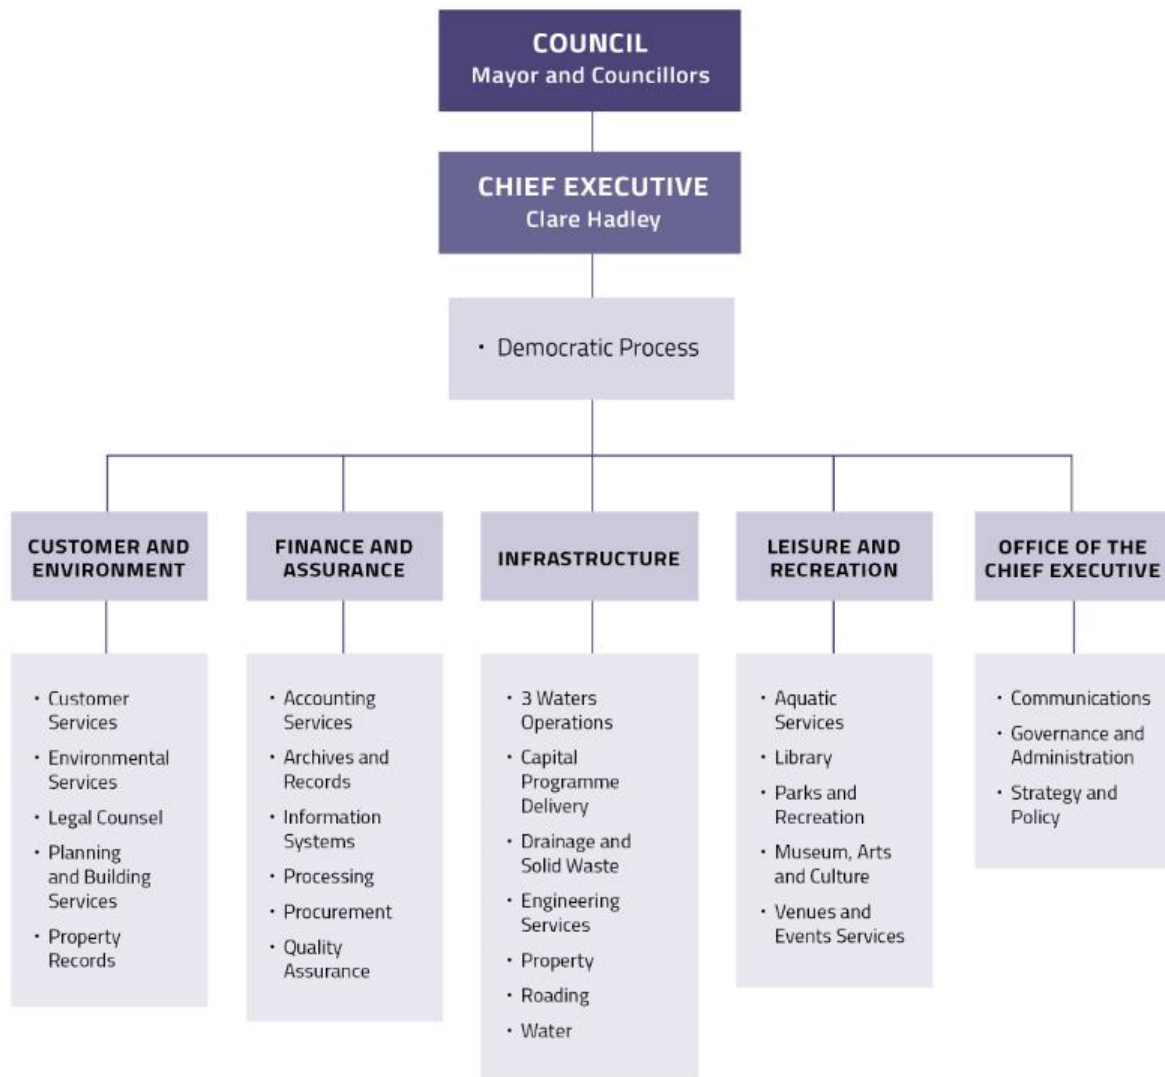 COUNCIL
Mayor and Councillors
CHIEF EXECUTIVE
Clare Hadley
• Democratic Process
CUSTOMER AND
ENVIRONMENT
• Customer
Services
• Environmental
Services
• Legal Counsel
• Planning
and Building
Services
• Property
Records
FINANCE AND
ASSURANCE
• Accounting
Services
• Archives and
Records
• Information
Systems
• Processing
• Procurement
• Quality
Assurance
INFRASTRUCTURE
• 3 Waters
Operations
• Capital
Programme
Delivery
• Drainage and
Solid Waste
• Engineering
Services
• Property
• Roading
• Water
LEISURE AND
RECREATION
• Aquatic
Services
• Library
• Parks and
Recreation
• Museum, Arts
and Culture
• Venues and
Events Services
OFFICE OF THE
CHIEF EXECUTIVE
• Communications
• Governance and
Administration
• Strategy and
Policy